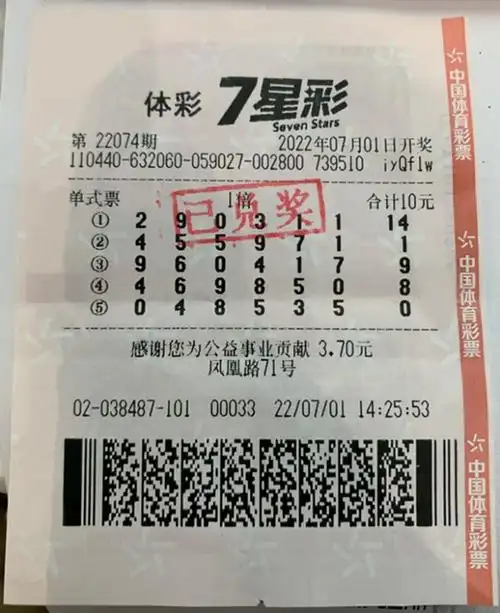 体彩 7星彩
Seven Stars
第 22074期 2022年07月01日开奖
110440-632060-059027-002800 739510 iyQf1w
单式票 1倍 合计10元
已兑奖
① 2 9 0 3 1 1 14
② 4 5 5 9 7 1 1
③ 9 6 0 4 1 7 9
④ 4 6 9 8 5 0 8
⑤ 0 4 8 5 3 5 0
感谢您为公益事业贡献 3.70元
凤凰路71号
02-038487-101 00033 22/07/01 14:25:53
中国体育彩票
中国体育彩票
中国体育彩票